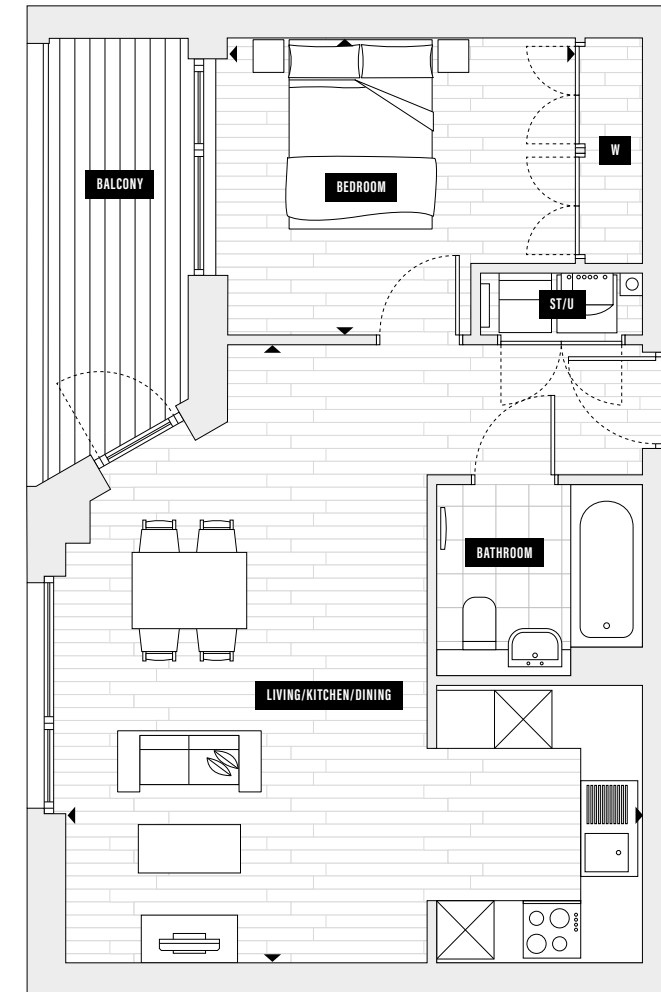 W
BALCONY
BEDROOM
ST/U
BATHROOM
LIVING/KITCHEN/DINING